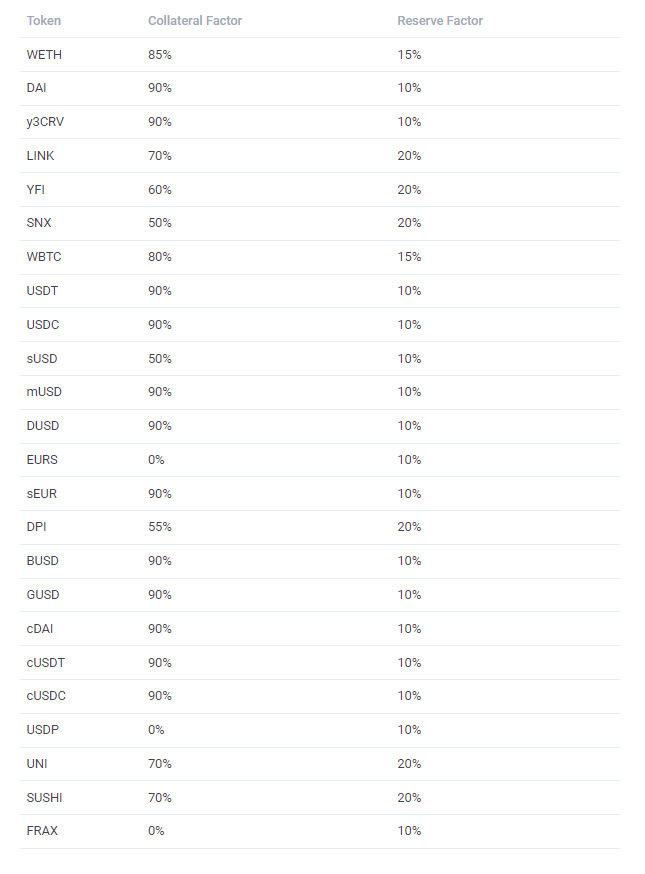 Token Collateral Factor Reserve Factor
WETH 85% 15%
DAI 90% 10%
y3CRV 90% 10%
LINK 70% 20%
YFI 60% 20%
SNX 50% 20%
WBTC 80% 15%
USDT 90% 10%
USDC 90% 10%
sUSD 50% 10%
mUSD 90% 10%
DUSD 90% 10%
EURS 0% 10%
sEUR 90% 10%
DPI 55% 20%
BUSD 90% 10%
GUSD 90% 10%
cDAI 90% 10%
cUSDT 90% 10%
cUSDC 90% 10%
USDP 0% 10%
UNI 70% 20%
SUSHI 70% 20%
FRAX 0% 10%